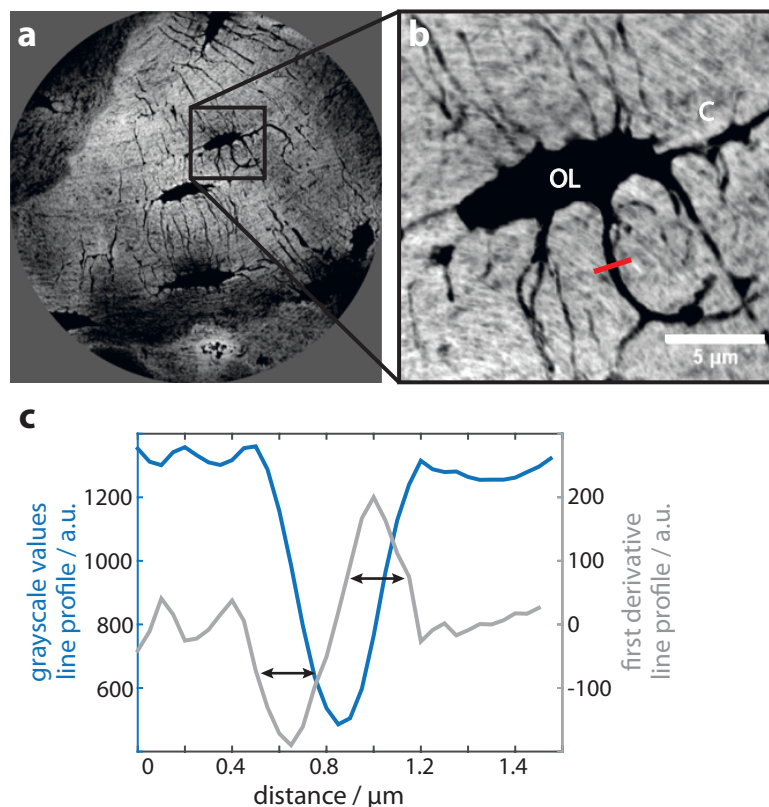 a
b
C
OL
5 μm
c
grayscale values
line profile / a.u.
1200
1000
800
600
200
100
0
-100
first derivative
line profile / a.u.
0 0.4 0.8 1.2 1.4
distance / μm